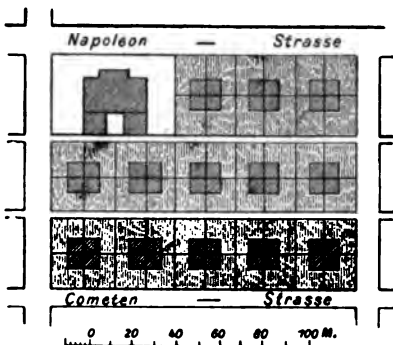 Napoleon — Strasse
Cometen — Strasse
0 20 40 60 80 100 M.